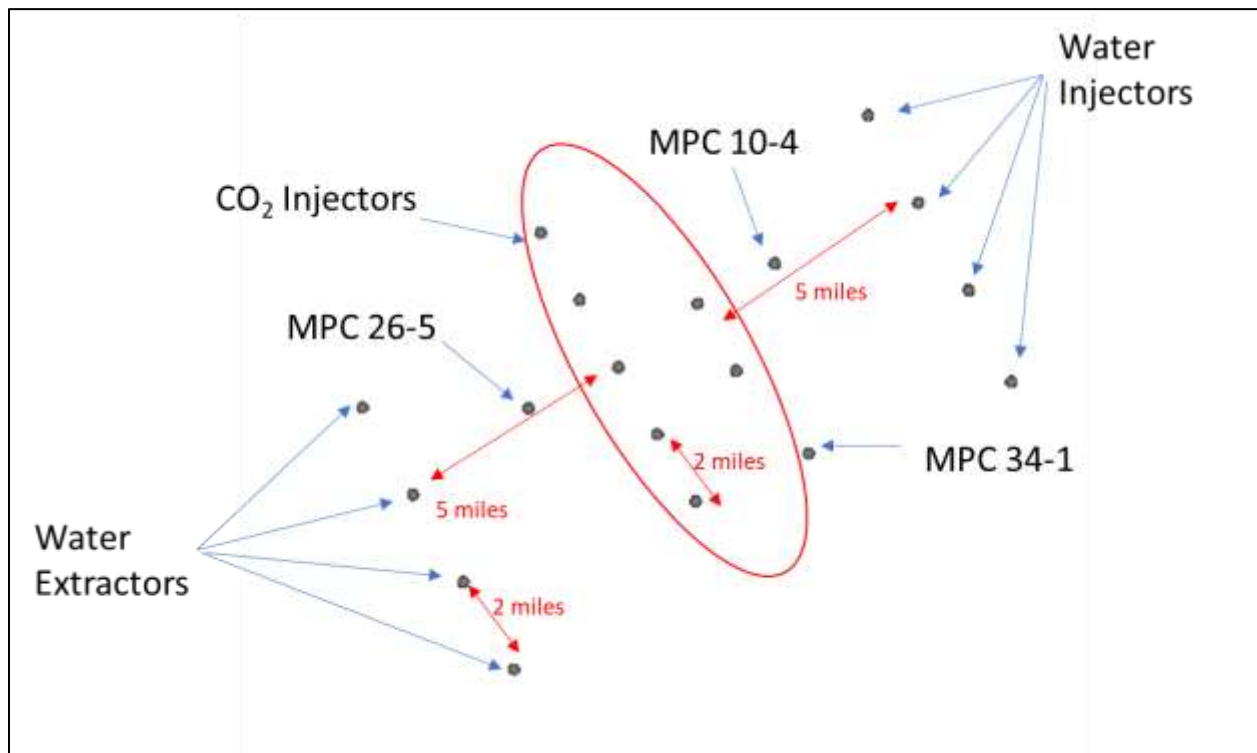 Water
Injectors
MPC 10-4
CO₂ Injectors
5 miles
MPC 26-5
2 miles
MPC 34-1
5 miles
Water
Extractors
2 miles